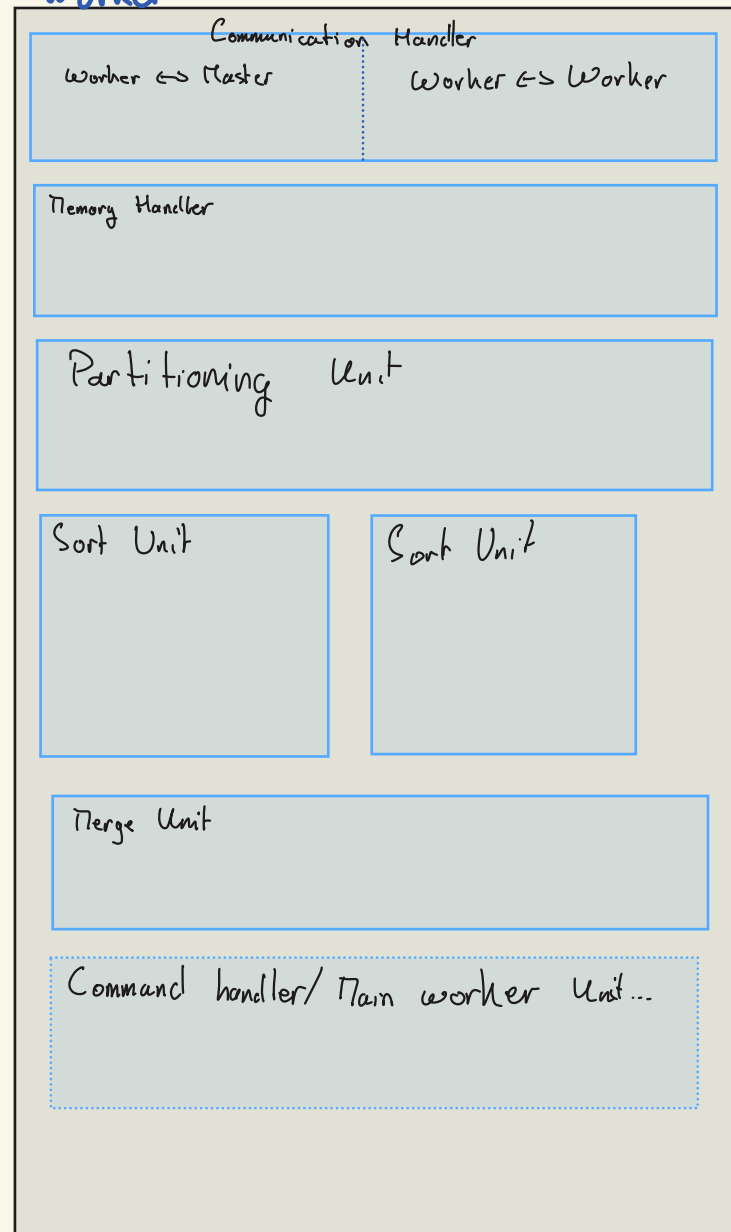 Worker
Communication Handler
Worker <-> Master
Worker <-> Worker
Memory Handler
Partitioning Unit
Sort Unit
Sort Unit
Merge Unit
Command handler/ Main worker Unit...